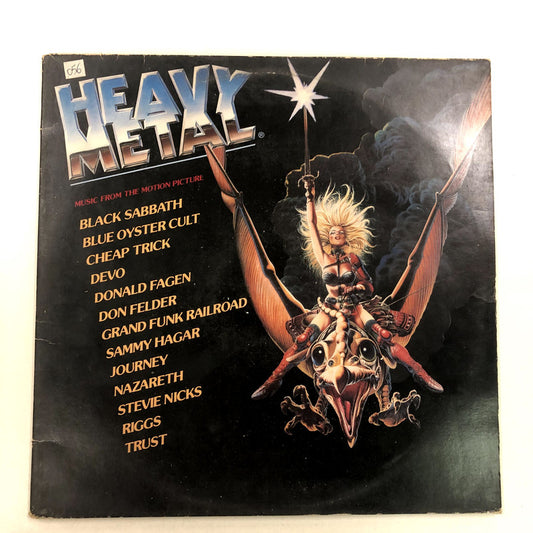 056
HEAVY
METAL®
MUSIC FROM THE MOTION PICTURE
BLACK SABBATH
BLUE OYSTER CULT
CHEAP TRICK
DEVO
DONALD FAGEN
DON FELDER
GRAND FUNK RAILROAD
SAMMY HAGAR
JOURNEY
NAZARETH
STEVIE NICKS
RIGGS
TRUST